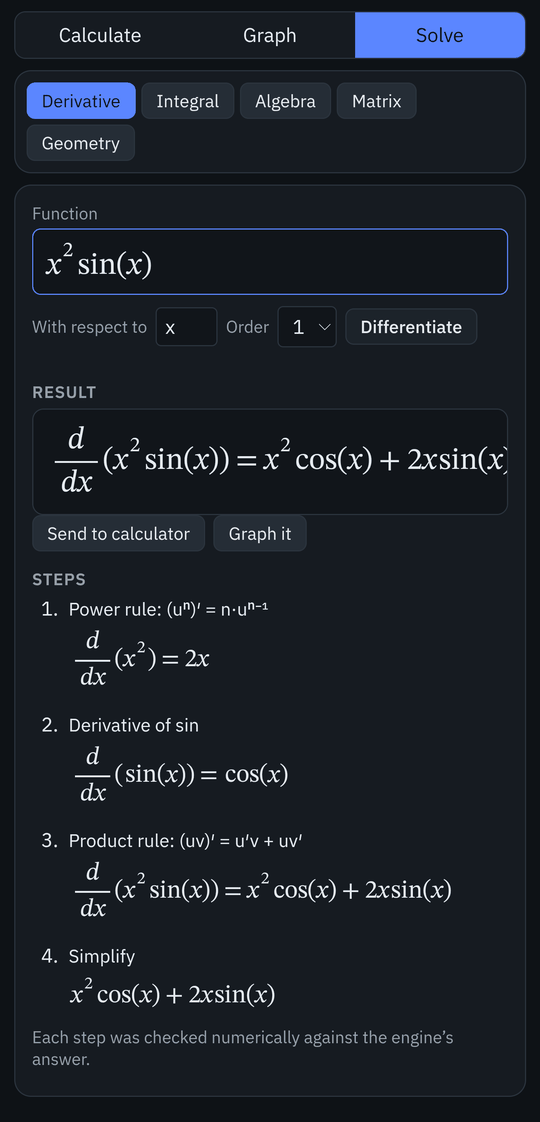 Calculate Graph Solve
Derivative Integral Algebra Matrix
Geometry
Function
x² sin(x)
With respect to x Order 1 Differentiate
RESULT
d/dx (x² sin(x)) = x² cos(x) + 2x sin(x)
Send to calculator Graph it
STEPS
1. Power rule: (uⁿ)′ = n·uⁿ⁻¹
d/dx (x²) = 2x
2. Derivative of sin
d/dx (sin(x)) = cos(x)
3. Product rule: (uv)′ = u′v + uv′
d/dx (x² sin(x)) = x² cos(x) + 2x sin(x)
4. Simplify
x² cos(x) + 2x sin(x)
Each step was checked numerically against the engine’s
answer.